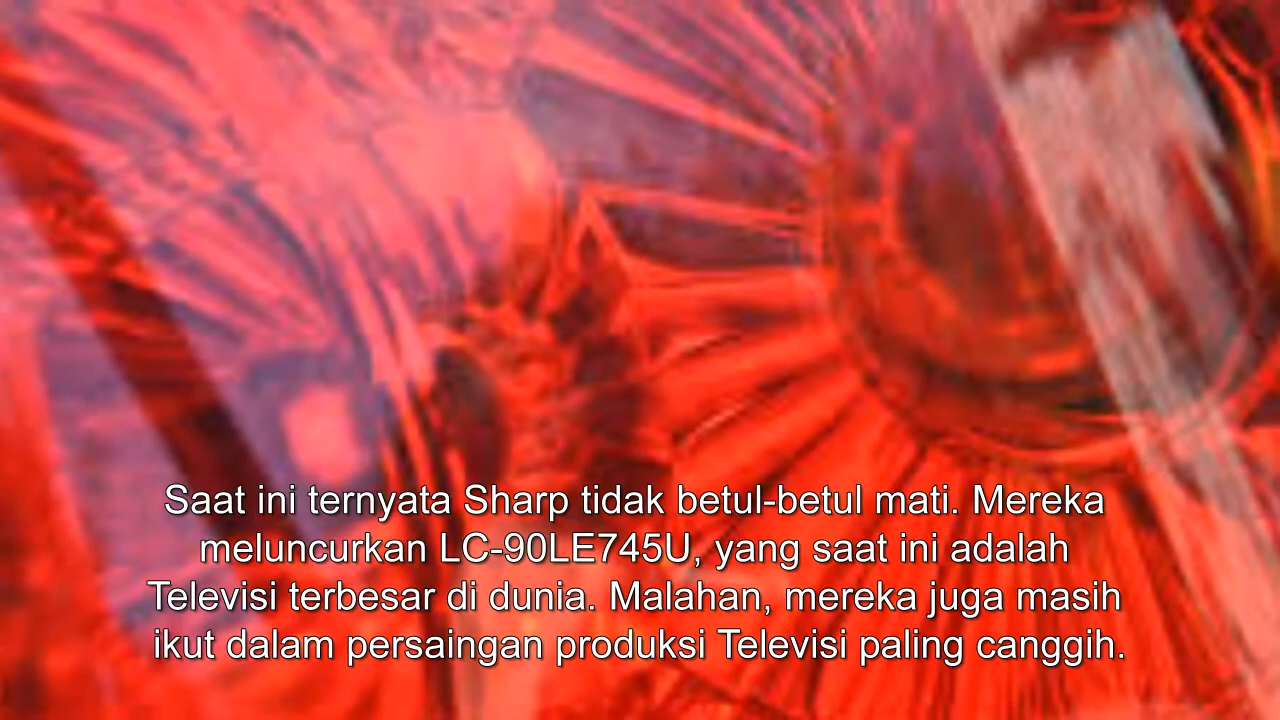 Saat ini ternyata Sharp tidak betul-betul mati. Mereka
meluncurkan LC-90LE745U, yang saat ini adalah
Televisi terbesar di dunia. Malahan, mereka juga masih
ikut dalam persaingan produksi Televisi paling canggih.